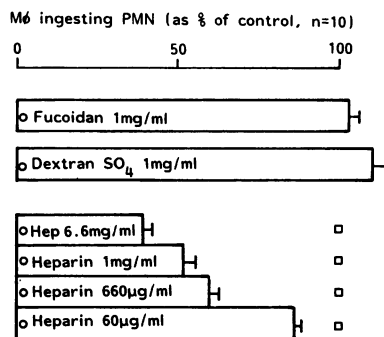 Mø ingesting PMN (as % of control, n=10)
0 50 100
Fucoidan 1mg/ml
Dextran SO₄ 1mg/ml
Hep 6.6mg/ml
Heparin 1mg/ml
Heparin 660µg/ml
Heparin 60µg/ml